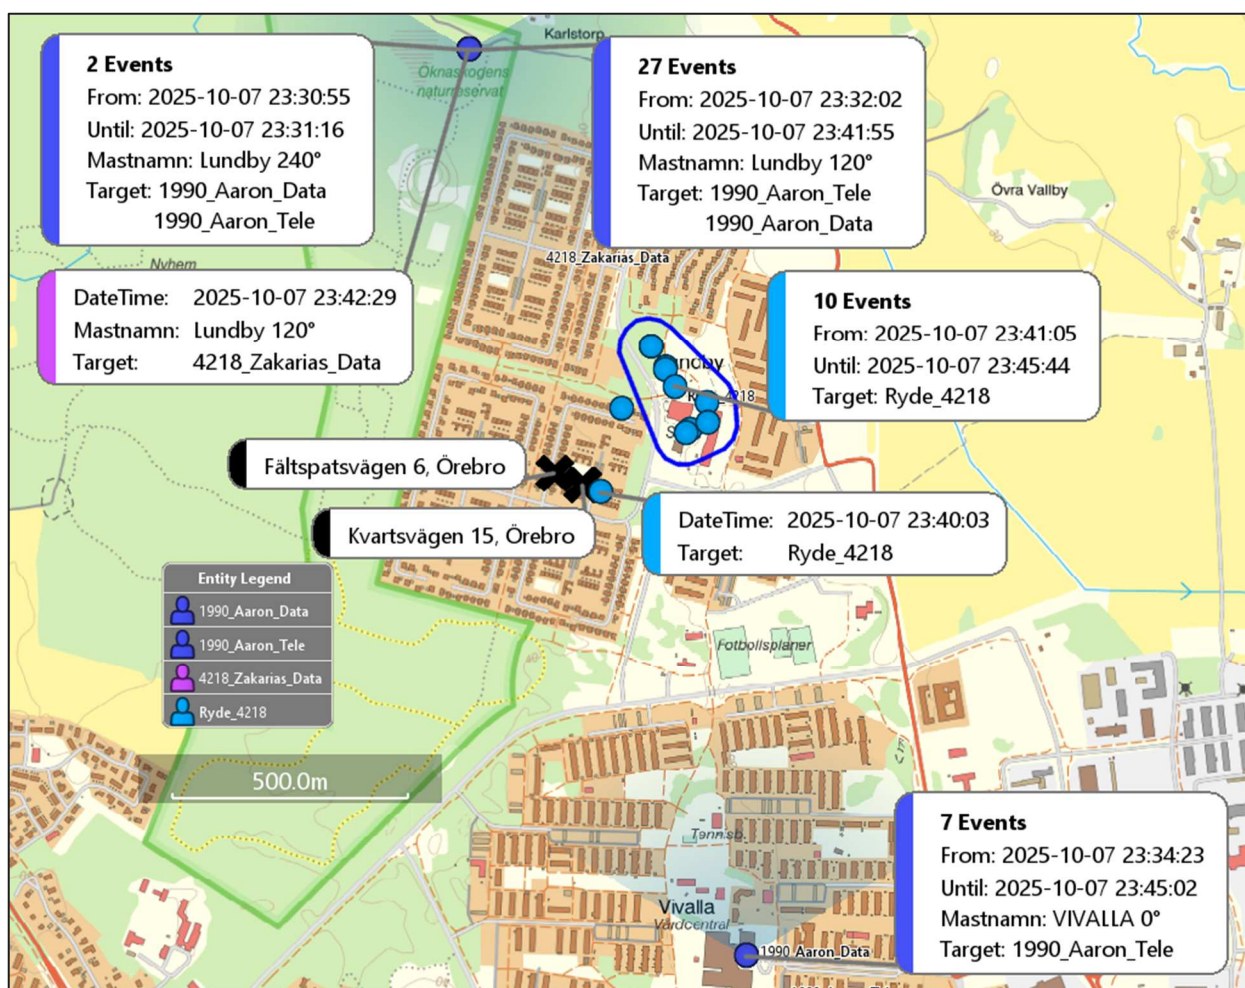 Karlstorp
2 Events
From: 2025-10-07 23:30:55
Until: 2025-10-07 23:31:16
Mastnamn: Lundby 240°
Target: 1990_Aaron_Data
1990_Aaron_Tele
Öknaskogens
naturreservat
27 Events
From: 2025-10-07 23:32:02
Until: 2025-10-07 23:41:55
Mastnamn: Lundby 120°
Target: 1990_Aaron_Tele
1990_Aaron_Data
Övra Vallby
4218_Zakarias_Data
Nyhem
DateTime: 2025-10-07 23:42:29
Mastnamn: Lundby 120°
Target: 4218_Zakarias_Data
10 Events
From: 2025-10-07 23:41:05
Until: 2025-10-07 23:45:44
Target: Ryde_4218
Fältspatsvägen 6, Örebro
Kvartsvägen 15, Örebro
DateTime: 2025-10-07 23:40:03
Target: Ryde_4218
Entity Legend
1990_Aaron_Data
1990_Aaron_Tele
4218_Zakarias_Data
Ryde_4218
Fotbollsplaner
500.0m
Tennisb.
Vivalla
Vårdcentral
1990_Aaron_Data
7 Events
From: 2025-10-07 23:34:23
Until: 2025-10-07 23:45:02
Mastnamn: VIVALLA 0°
Target: 1990_Aaron_Tele